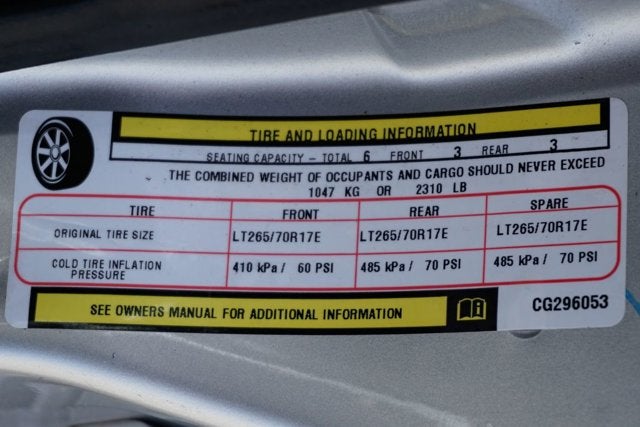 TIRE AND LOADING INFORMATION
SEATING CAPACITY – TOTAL 6 FRONT 3 REAR 3
THE COMBINED WEIGHT OF OCCUPANTS AND CARGO SHOULD NEVER EXCEED
1047 KG OR 2310 LB
TIRE FRONT REAR SPARE
ORIGINAL TIRE SIZE LT265/70R17E LT265/70R17E LT265/70R17E
COLD TIRE INFLATION PRESSURE 410 kPa / 60 PSI 485 kPa / 70 PSI 485 kPa / 70 PSI
SEE OWNERS MANUAL FOR ADDITIONAL INFORMATION
CG296053